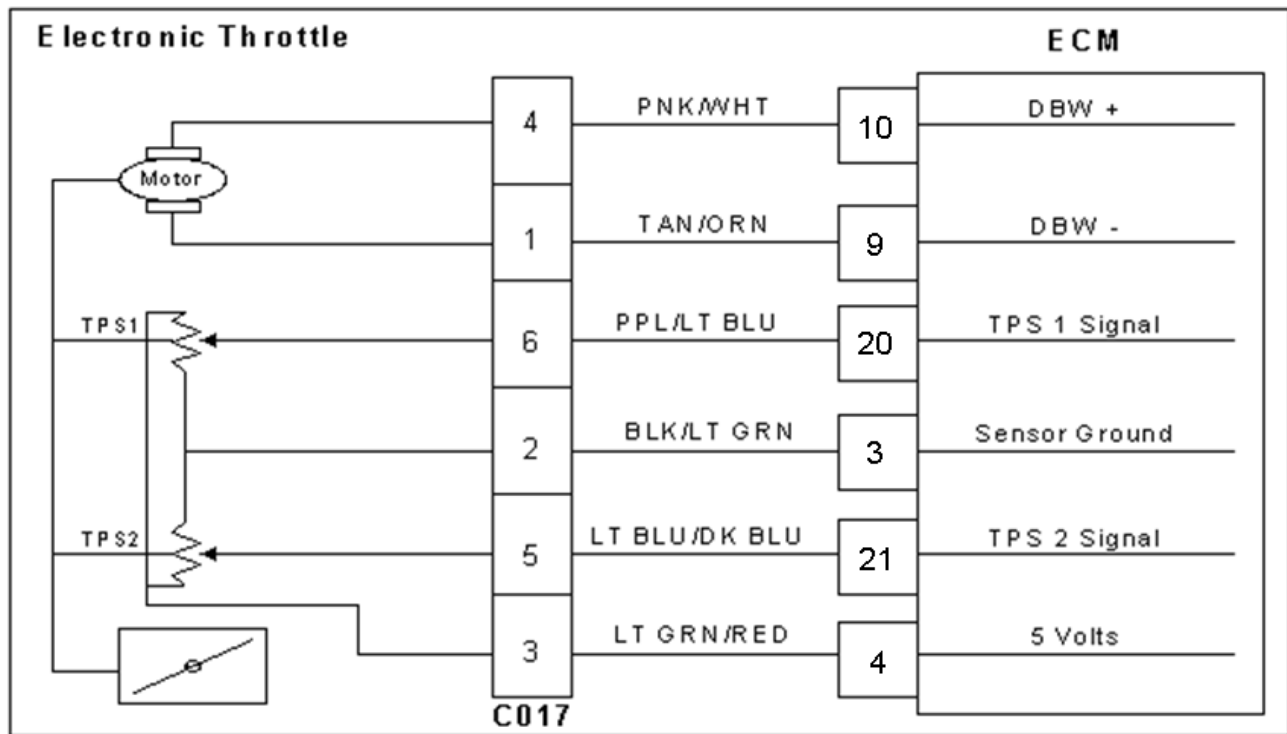 Electronic Throttle
ECM
4 PNK/WHT 10 DBW +
Motor
1 TAN/ORN 9 DBW -
TPS1 6 PPL/LT BLU 20 TPS 1 Signal
2 BLK/LT GRN 3 Sensor Ground
TPS2 5 LT BLU/DK BLU 21 TPS 2 Signal
3 LT GRN/RED 4 5 Volts
C017